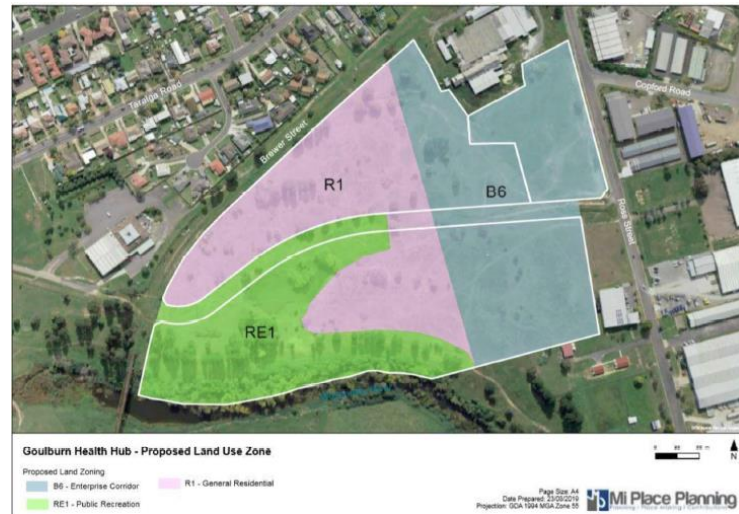 Taralga Road
Brewer Street
Copford Road
Ross Street
R1
B6
RE1
Goulburn Health Hub - Proposed Land Use Zone
Proposed Land Zoning
B6 - Enterprise Corridor
R1 - General Residential
RE1 - Public Recreation
N
Page Size: A4
Date Prepared: 23/09/2019
Projection: GDA 1994 MGA Zone 55
Mi Place Planning